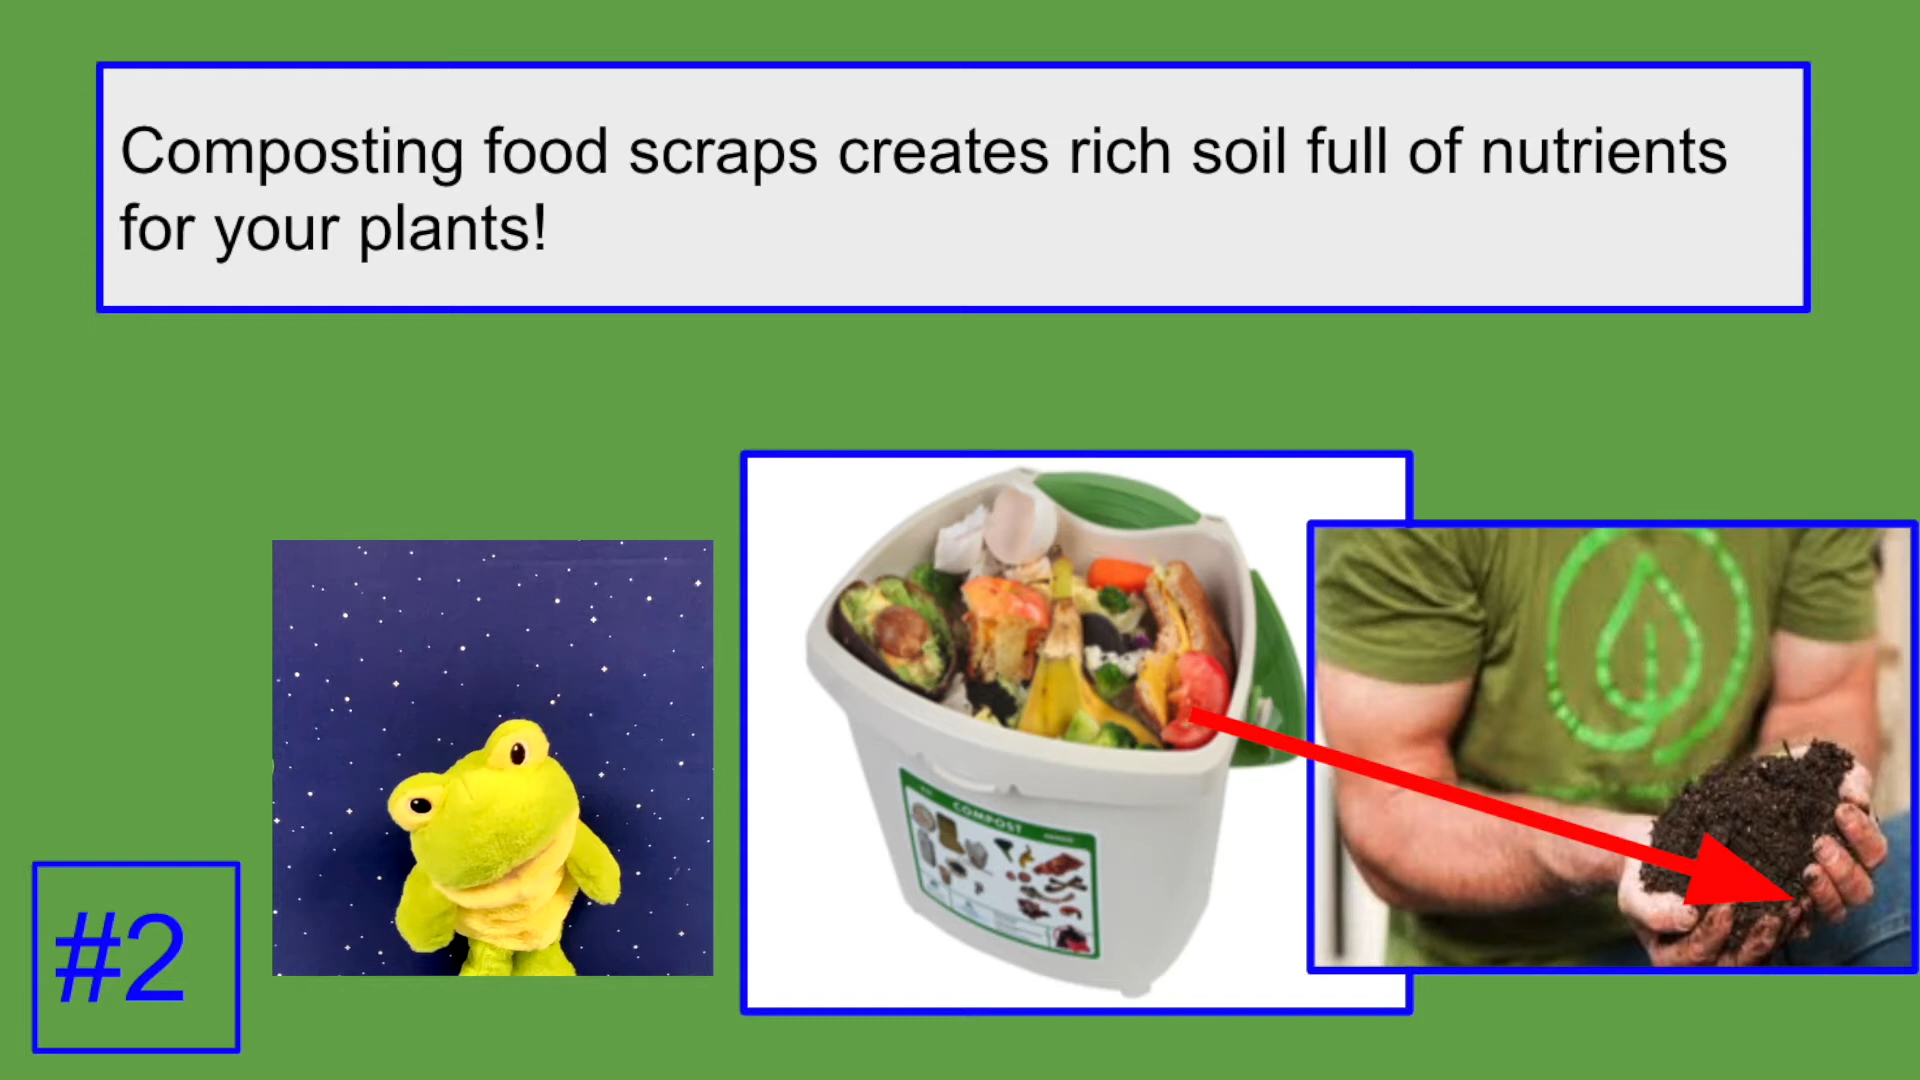 Composting food scraps creates rich soil full of nutrients
for your plants!
COMPOST
#2